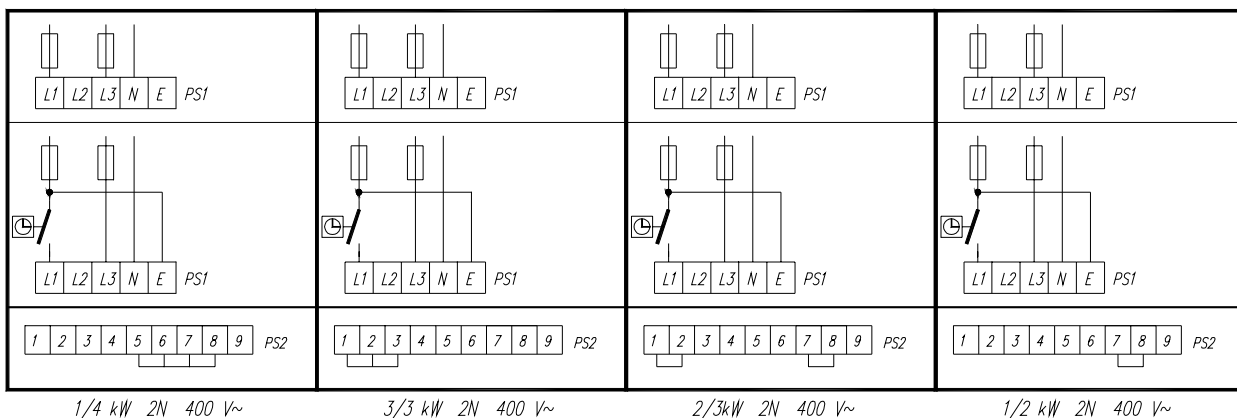 L1 L2 L3 N E PS1 L1 L2 L3 N E PS1 L1 L2 L3 N E PS1 L1 L2 L3 N E PS1
L1 L2 L3 N E PS1 L1 L2 L3 N E PS1 L1 L2 L3 N E PS1 L1 L2 L3 N E PS1
1 2 3 4 5 6 7 8 9 PS2 1 2 3 4 5 6 7 8 9 PS2 1 2 3 4 5 6 7 8 9 PS2 1 2 3 4 5 6 7 8 9 PS2
1/4 kW 2N 400 V~ 3/3 kW 2N 400 V~ 2/3kW 2N 400 V~ 1/2 kW 2N 400 V~